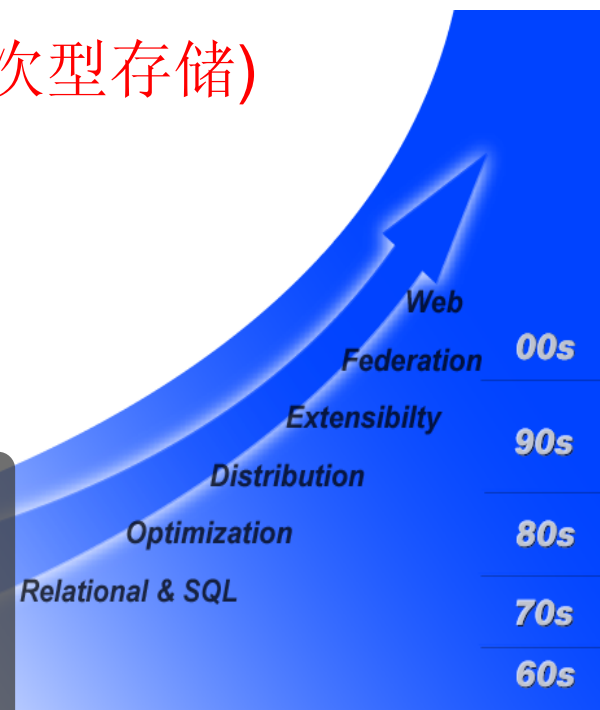 次型存储)
Web
00s
Federation
Extensibilty
90s
Distribution
Optimization
80s
Relational & SQL
70s
60s